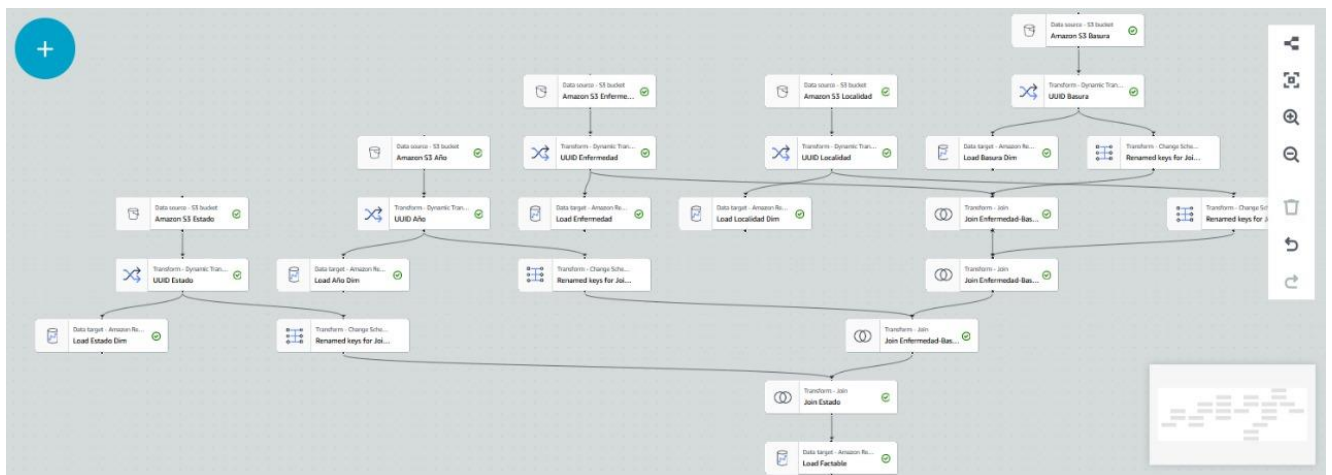 Data source - S3 bucket
Amazon S3 Basura
Data source - S3 bucket
Amazon S3 Enferme...
Data source - S3 bucket
Amazon S3 Localidad
Transform - Dynamic Tran...
UUID Basura
Data source - S3 bucket
Amazon S3 Año
Transform - Dynamic Tran...
UUID Enfermedad
Transform - Dynamic Tran...
UUID Localidad
Data target - Amazon Re...
Load Basura Dim
Transform - Change Sche...
Renamed keys for Joi...
Data source - S3 bucket
Amazon S3 Estado
Transform - Dynamic Tran...
UUID Año
Data target - Amazon Re...
Load Enfermedad
Data target - Amazon Re...
Load Localidad Dim
Transform - Join
Join Enfermedad-Bas...
Transform - Change Sc
Renamed keys for J
Transform - Dynamic Tran...
UUID Estado
Data target - Amazon Re...
Load Año Dim
Transform - Change Sche...
Renamed keys for Joi...
Transform - Join
Join Enfermedad-Bas...
Data target - Amazon Re...
Load Estado Dim
Transform - Change Sche...
Renamed keys for Joi...
Transform - Join
Join Enfermedad-Bas...
Transform - Join
Join Estado
Data target - Amazon Re...
Load Factable